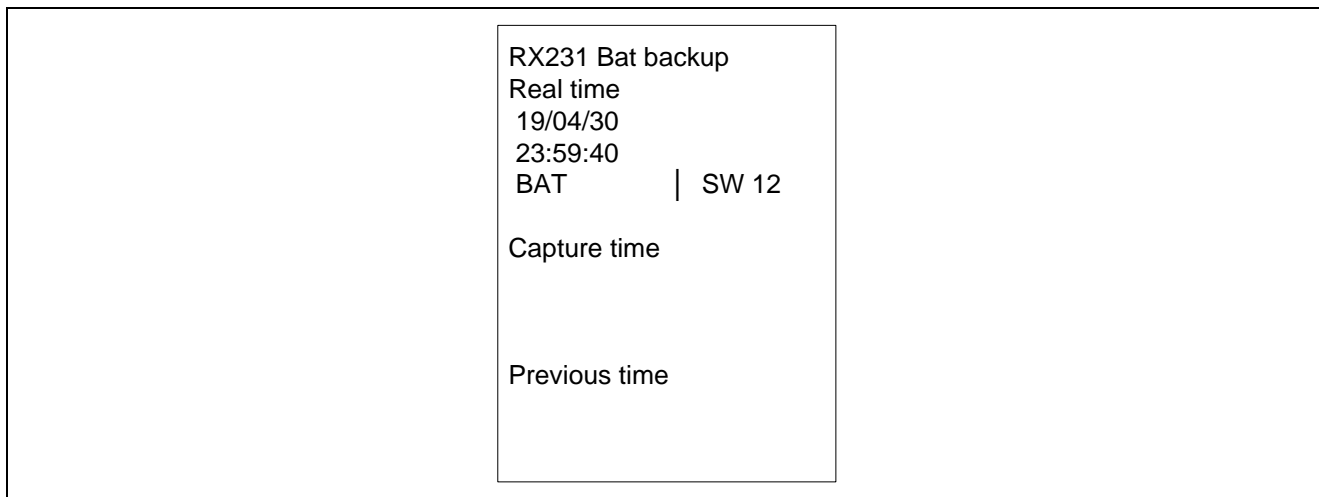 RX231 Bat backup
Real time
19/04/30
23:59:40
BAT | SW 12
Capture time
Previous time